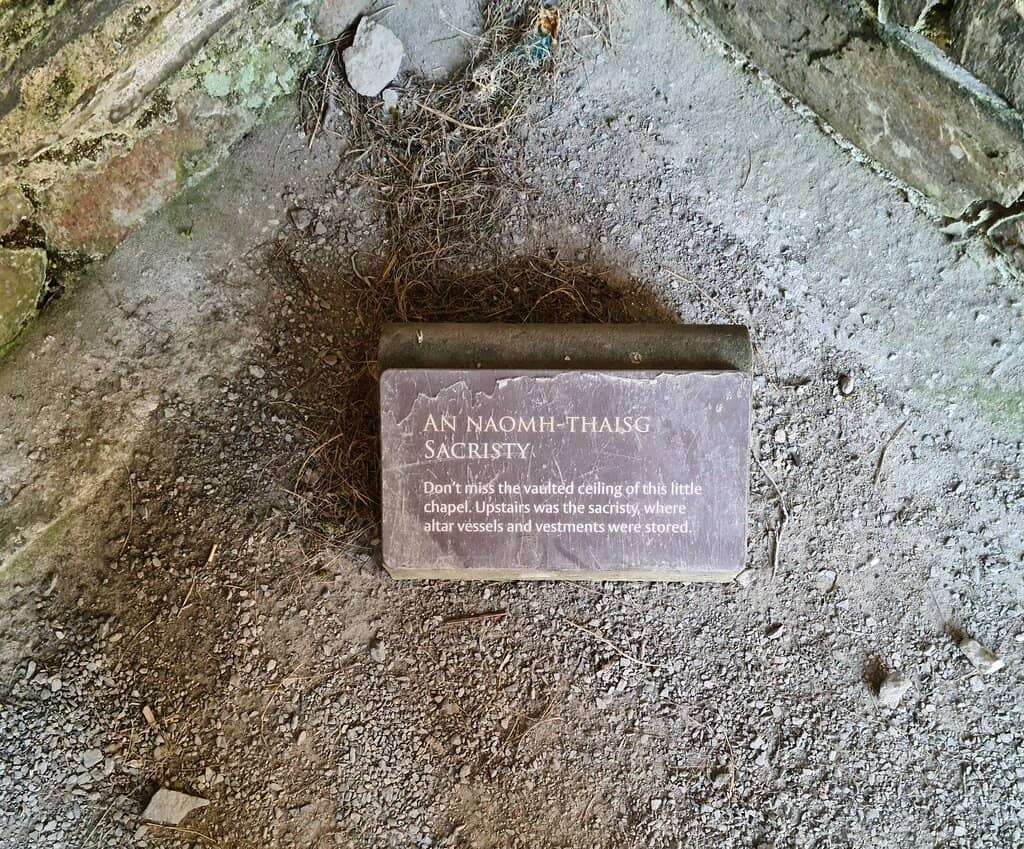 An naomh-thaisg
Sacristy
Don't miss the vaulted ceiling of this little
chapel. Upstairs was the sacristy, where
altar vessels and vestments were stored.